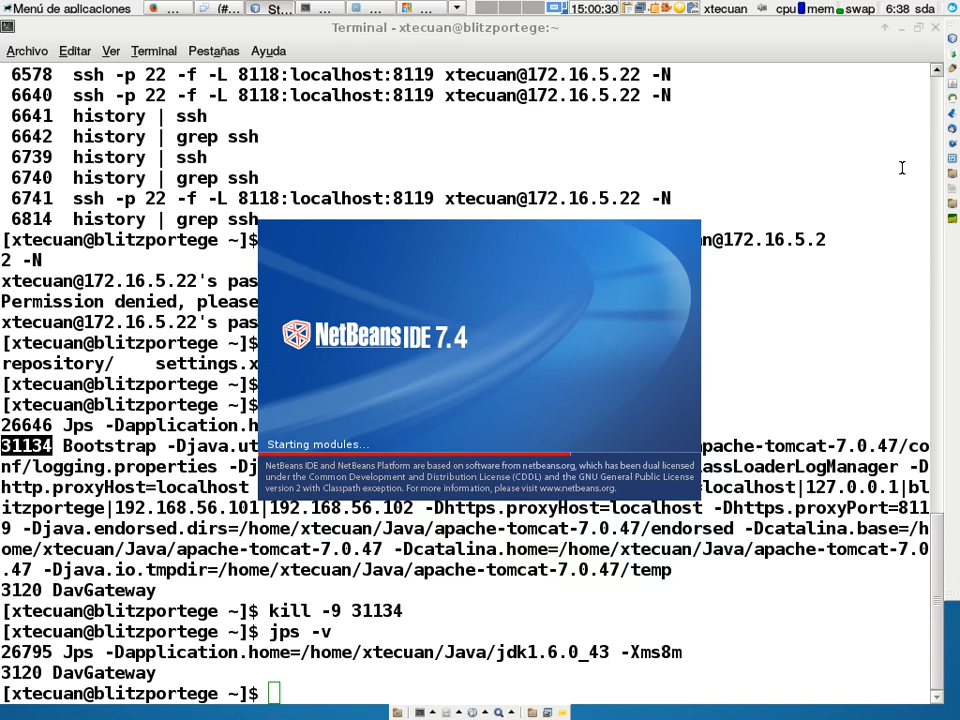 Menú de aplicaciones ... (# ... St... ... ... ... 15:00:30 xtecuan cpu mem swap 6:38 sda
Terminal - xtecuan@blitzportege:~
Archivo Editar Ver Terminal Pestañas Ayuda
6578 ssh -p 22 -f -L 8118:localhost:8119 xtecuan@172.16.5.22 -N
6640 ssh -p 22 -f -L 8118:localhost:8119 xtecuan@172.16.5.22 -N
6641 history | ssh
6642 history | grep ssh
6739 history | ssh
6740 history | grep ssh
6741 ssh -p 22 -f -L 8118:localhost:8119 xtecuan@172.16.5.22 -N
6814 history | grep ssh
[xtecuan@blitzportege ~]$ n@172.16.5.2
2 -N
xtecuan@172.16.5.22's pas
Permission denied, please
xtecuan@172.16.5.22's pas
[xtecuan@blitzportege ~]$
repository/ settings.x
[xtecuan@blitzportege ~]$
[xtecuan@blitzportege ~]$
26646 Jps -Dapplication.h
31134 Bootstrap -Djava.ut pache-tomcat-7.0.47/co
nf/logging.properties -Dj assLoaderLogManager -D
http.proxyHost=localhost localhost|127.0.0.1|bl
itzportege|192.168.56.101|192.168.56.102 -Dhttps.proxyHost=localhost -Dhttps.proxyPort=811
9 -Djava.endorsed.dirs=/home/xtecuan/Java/apache-tomcat-7.0.47/endorsed -Dcatalina.base=/h
ome/xtecuan/Java/apache-tomcat-7.0.47 -Dcatalina.home=/home/xtecuan/Java/apache-tomcat-7.0
.47 -Djava.io.tmpdir=/home/xtecuan/Java/apache-tomcat-7.0.47/temp
3120 DavGateway
[xtecuan@blitzportege ~]$ kill -9 31134
[xtecuan@blitzportege ~]$ jps -v
26795 Jps -Dapplication.home=/home/xtecuan/Java/jdk1.6.0_43 -Xms8m
3120 DavGateway
[xtecuan@blitzportege ~]$
NetBeans IDE 7.4
Starting modules...
NetBeans IDE and NetBeans Platform are based on software from netbeans.org, which has been dual licensed
under the Common Development and Distribution License (CDDL) and the GNU General Public License
version 2 with Classpath exception. For more information, please visit www.netbeans.org.